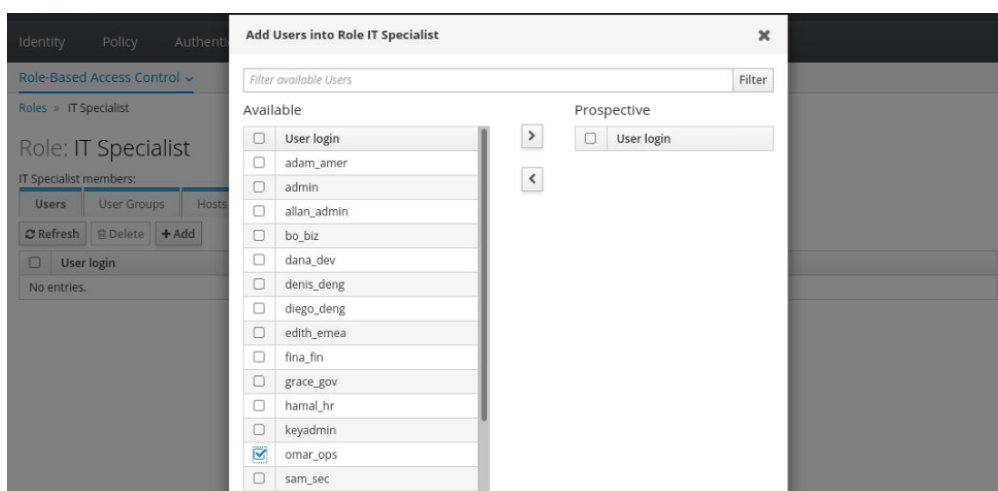 Identity Policy Authenti
Role-Based Access Control
Roles » IT Specialist
Role: IT Specialist
IT Specialist members:
Users User Groups Hosts
Refresh Delete + Add
User login
No entries.
Add Users into Role IT Specialist
Filter available Users Filter
Available
User login
adam_amer
admin
allan_admin
bo_biz
dana_dev
denis_deng
diego_deng
edith_emea
fina_fin
grace_gov
hamal_hr
keyadmin
omar_ops
sam_sec
>
<
Prospective
User login